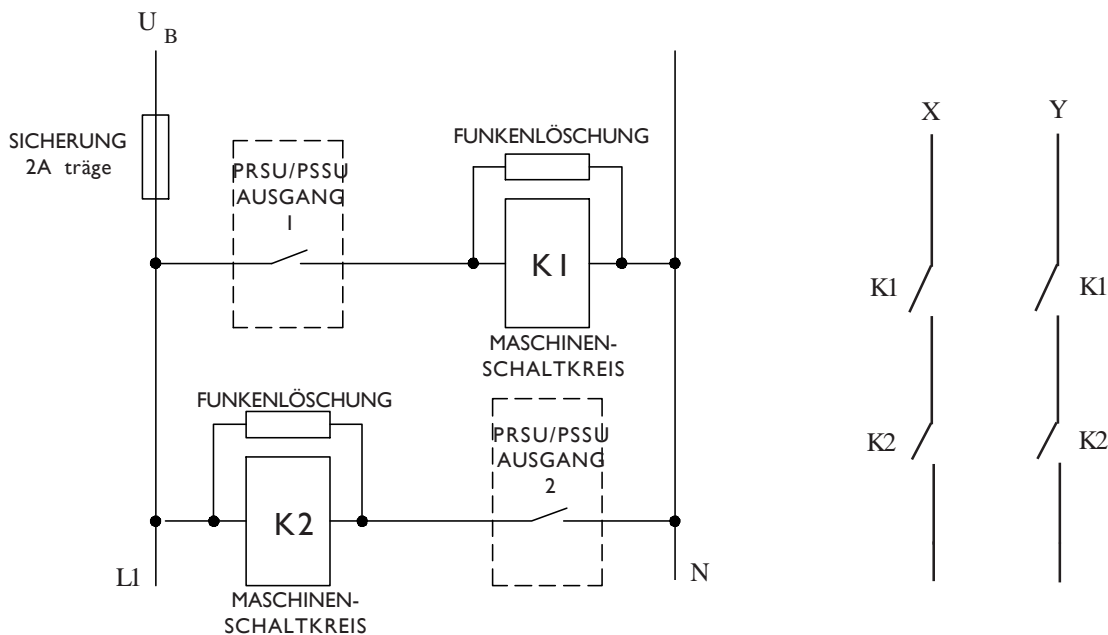 U B
SICHERUNG
2A träge
PRSU/PSSU
AUSGANG
1
FUNKENLÖSCHUNG
K1
MASCHINEN-
SCHALTKREIS
FUNKENLÖSCHUNG
K2
MASCHINEN-
SCHALTKREIS
PRSU/PSSU
AUSGANG
2
L1
N
X Y
K1 K1
K2 K2